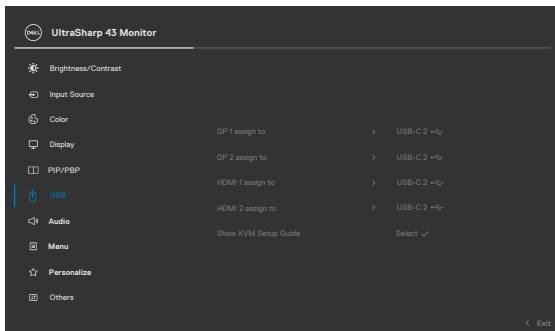 DELL UltraSharp 43 Monitor
Brightness/Contrast
Input Source
Color
Display
PIP/PBP
USB
Audio
Menu
Personalize
Others
DP 1 assign to > USB-C 2
DP 2 assign to > USB-C 2
HDMI 1 assign to > USB-C 2
HDMI 2 assign to > USB-C 2
Show KVM Setup Guide Select ✓
< Exit